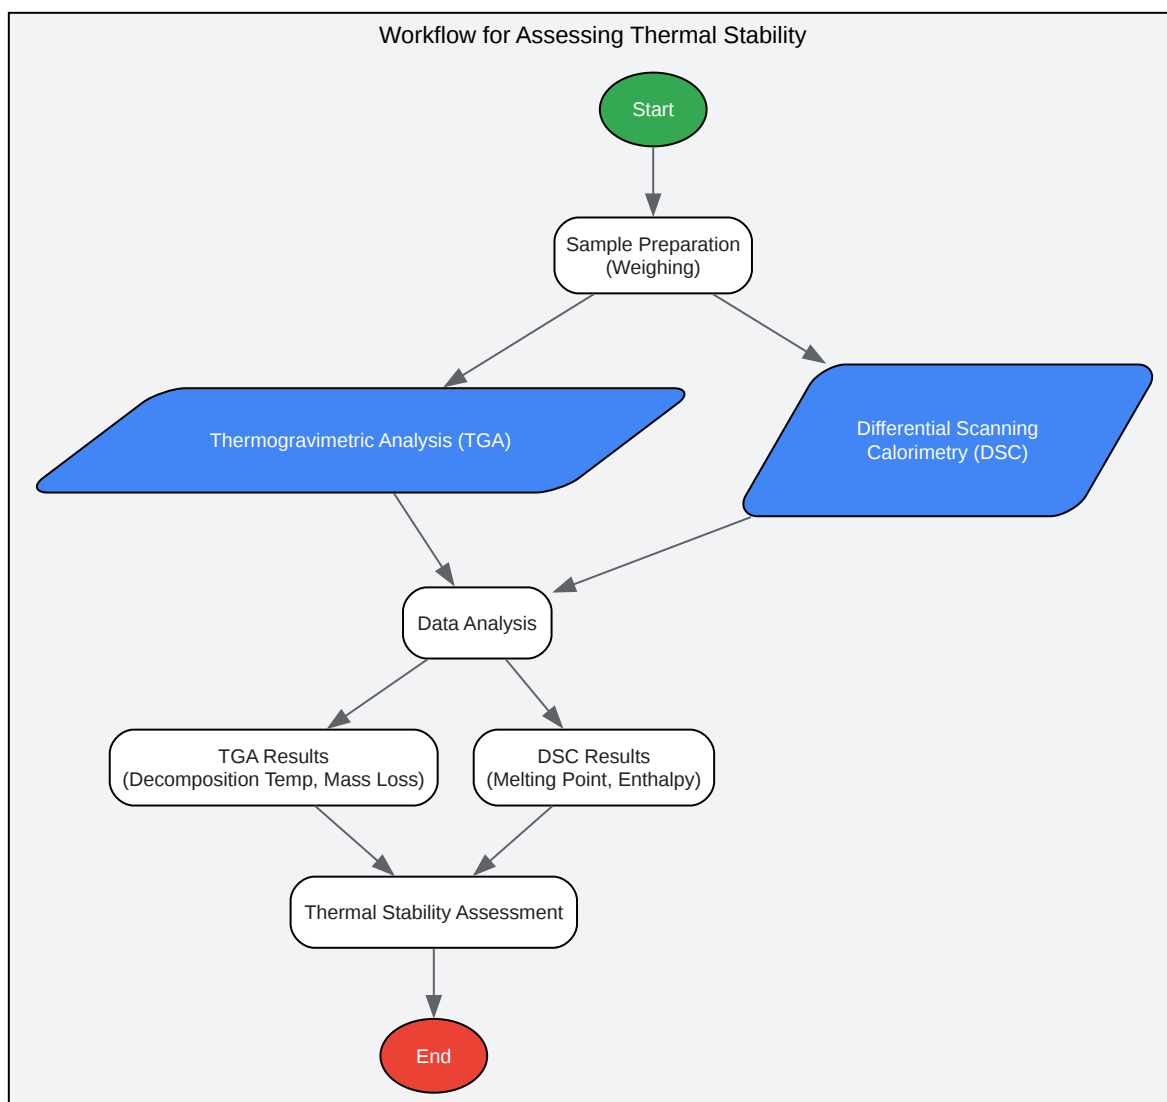 Workflow for Assessing Thermal Stability
Start
Sample Preparation
(Weighing)
Thermogravimetric Analysis (TGA)
Differential Scanning
Calorimetry (DSC)
Data Analysis
TGA Results
(Decomposition Temp, Mass Loss)
DSC Results
(Melting Point, Enthalpy)
Thermal Stability Assessment
End